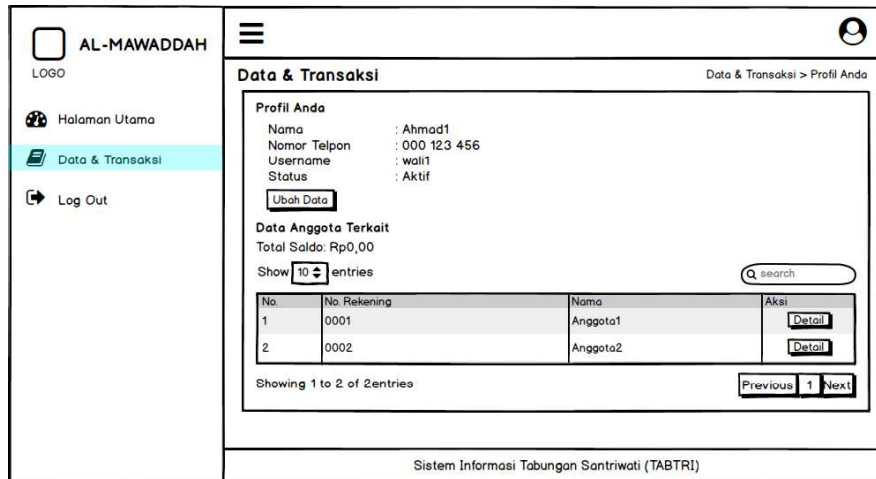 AL-MAWADDAH
LOGO
Halaman Utama
Data & Transaksi
Log Out
Data & Transaksi
Data & Transaksi > Profil Anda
Profil Anda
Nama : Ahmad1
Nomor Telpon : 000 123 456
Username : wali1
Status : Aktif
Ubah Data
Data Anggota Terkait
Total Saldo: Rp0,00
Show 10 entries
search
No. No. Rekening Nama Aksi
1 0001 Anggota1 Detail
2 0002 Anggota2 Detail
Showing 1 to 2 of 2entries
Previous 1 Next
Sistem Informasi Tabungan Santriwati (TABTRI)